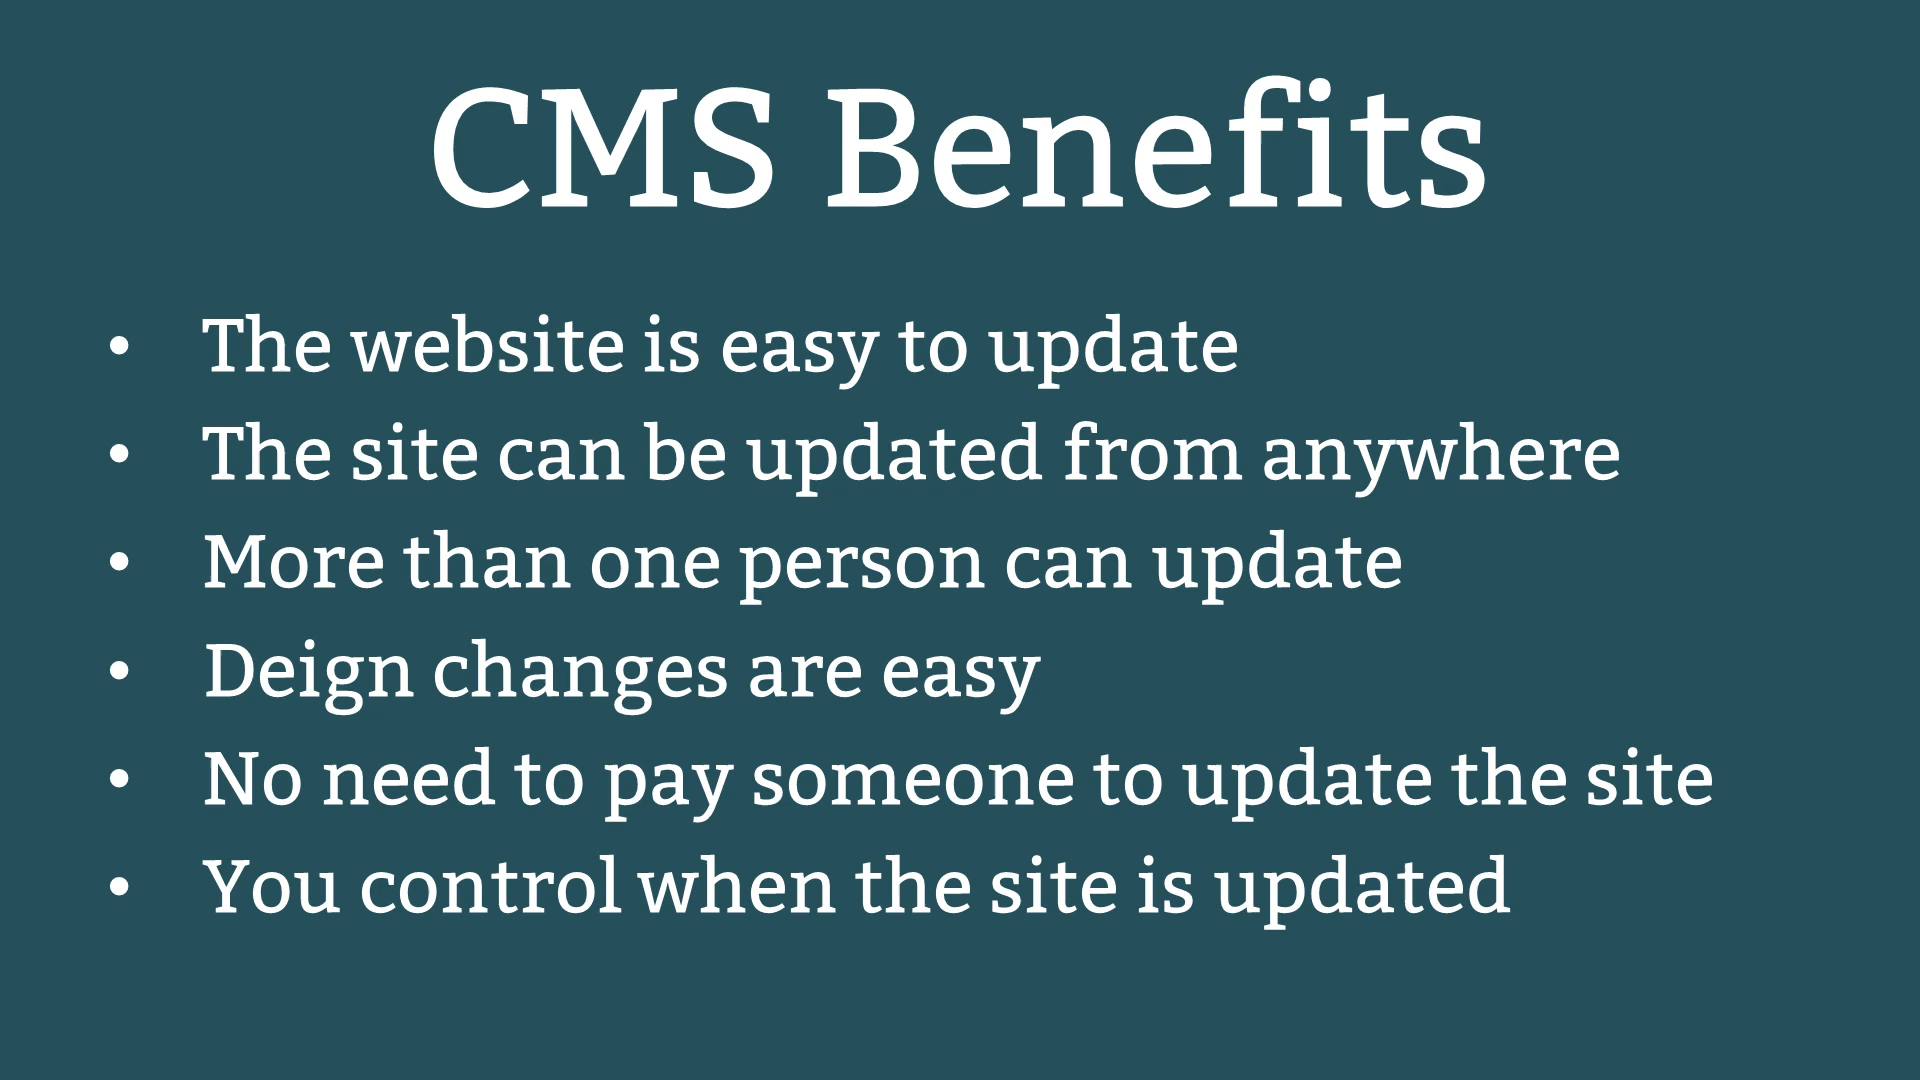 CMS Benefits
• The website is easy to update
• The site can be updated from anywhere
• More than one person can update
• Deign changes are easy
• No need to pay someone to update the site
• You control when the site is updated